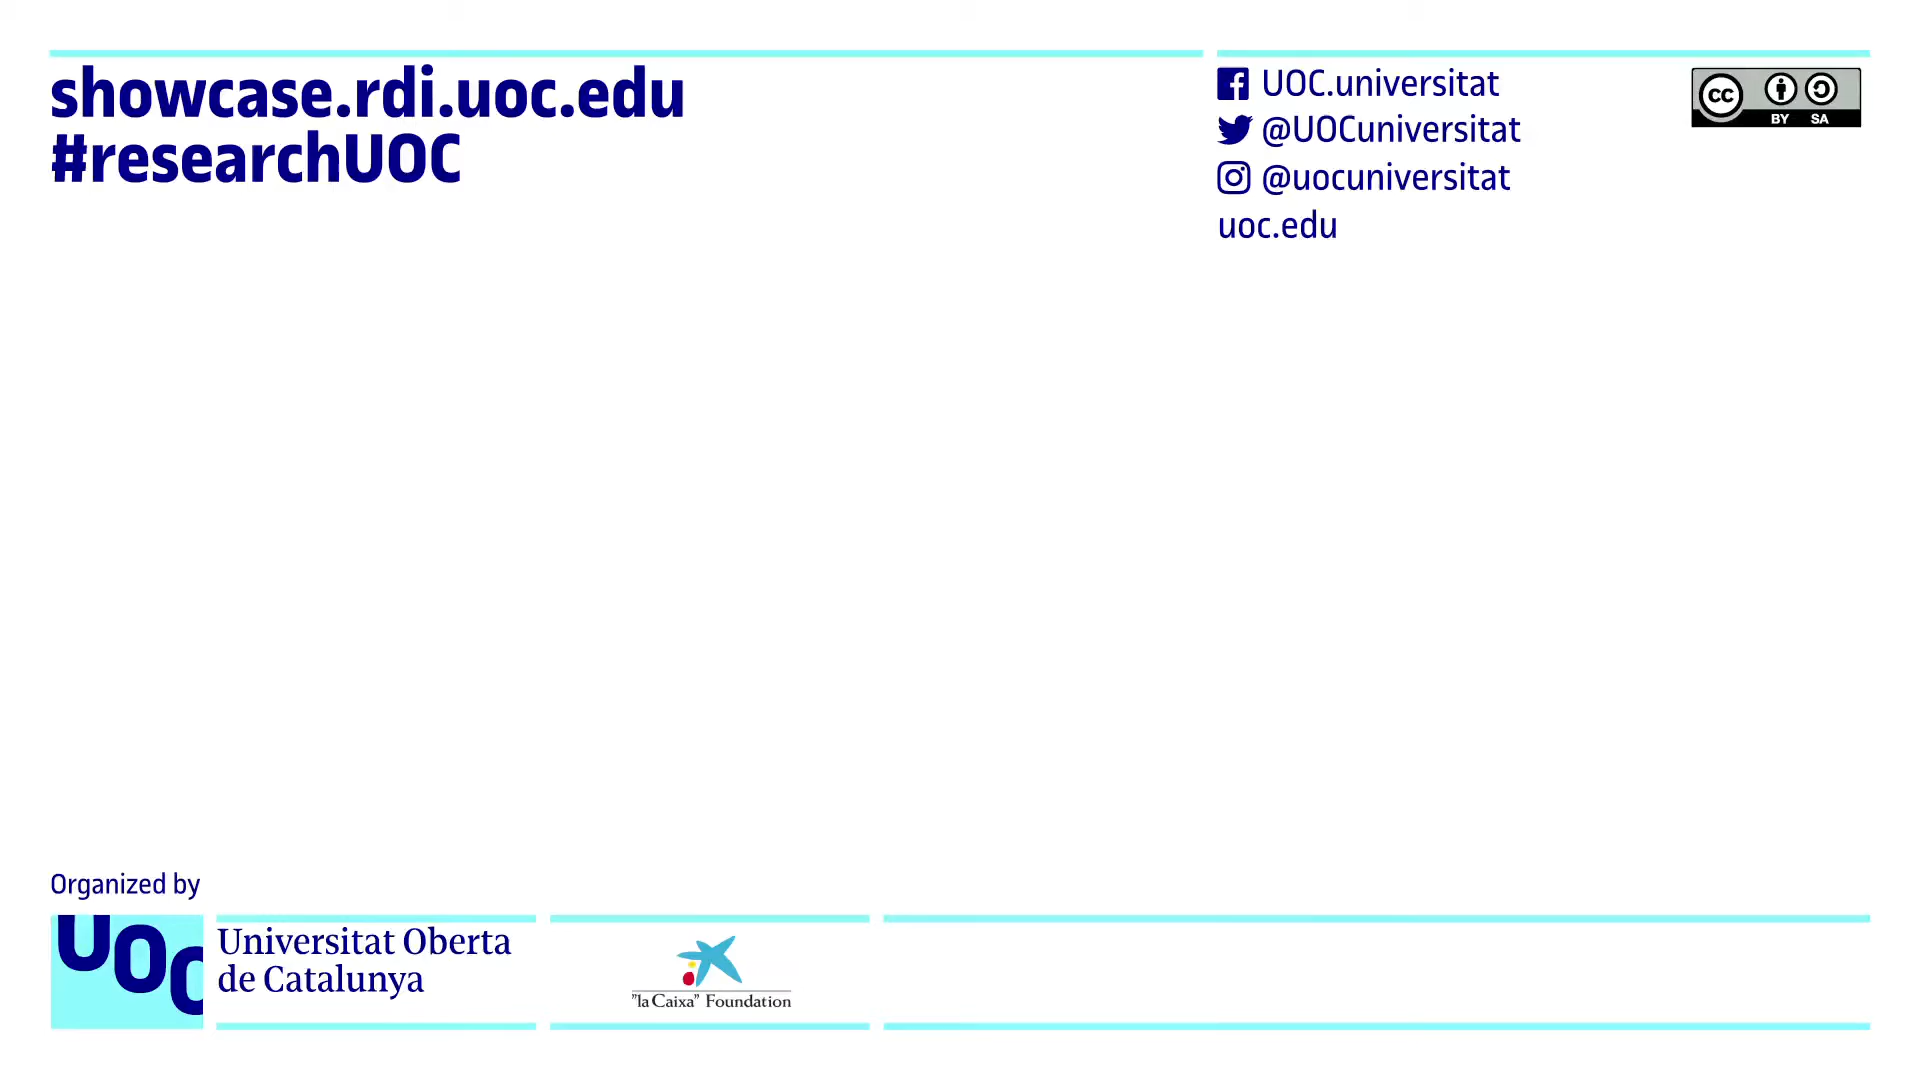 showcase.rdi.uoc.edu
#researchUOC
UOC.universitat
@UOCuniversitat
@uocuniversitat
uoc.edu
cc
BY SA
Organized by
UOC
Universitat Oberta
de Catalunya
"la Caixa" Foundation